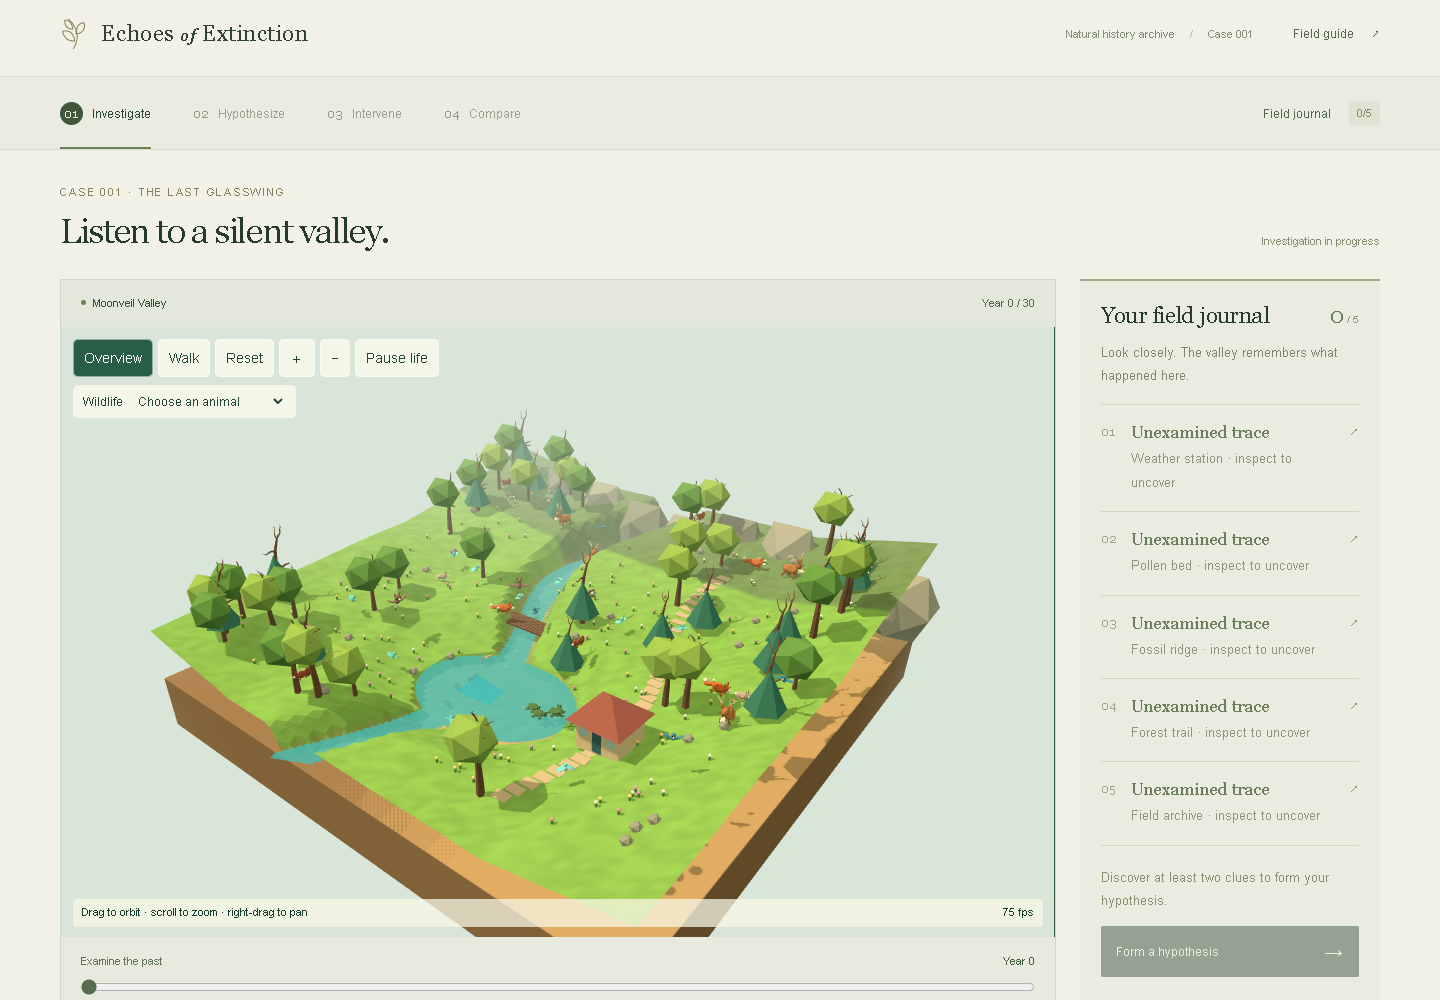 Echoes of Extinction
Natural history archive / Case 001 Field guide ↗
01 Investigate 02 Hypothesize 03 Intervene 04 Compare
Field journal 0/5
CASE 001 · THE LAST GLASSWING
Listen to a silent valley.
Investigation in progress
Moonveil Valley Year 0 / 30
Overview Walk Reset + − Pause life
Wildlife Choose an animal
Drag to orbit · scroll to zoom · right-drag to pan 75 fps
Examine the past Year 0
Your field journal 0 / 5
Look closely. The valley remembers what
happened here.
01 Unexamined trace ↗
Weather station · inspect to
uncover
02 Unexamined trace ↗
Pollen bed · inspect to uncover
03 Unexamined trace ↗
Fossil ridge · inspect to uncover
04 Unexamined trace ↗
Forest trail · inspect to uncover
05 Unexamined trace ↗
Field archive · inspect to uncover
Discover at least two clues to form your
hypothesis.
Form a hypothesis →